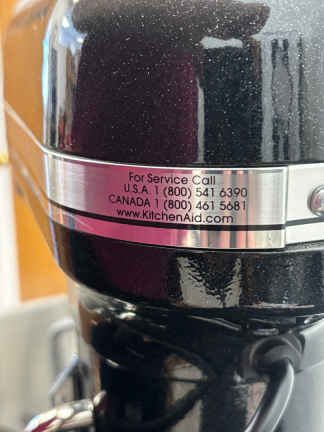 For Service Call
U.S.A. 1 (800) 541 6390
CANADA 1 (800) 461 5681
www.KitchenAid.com